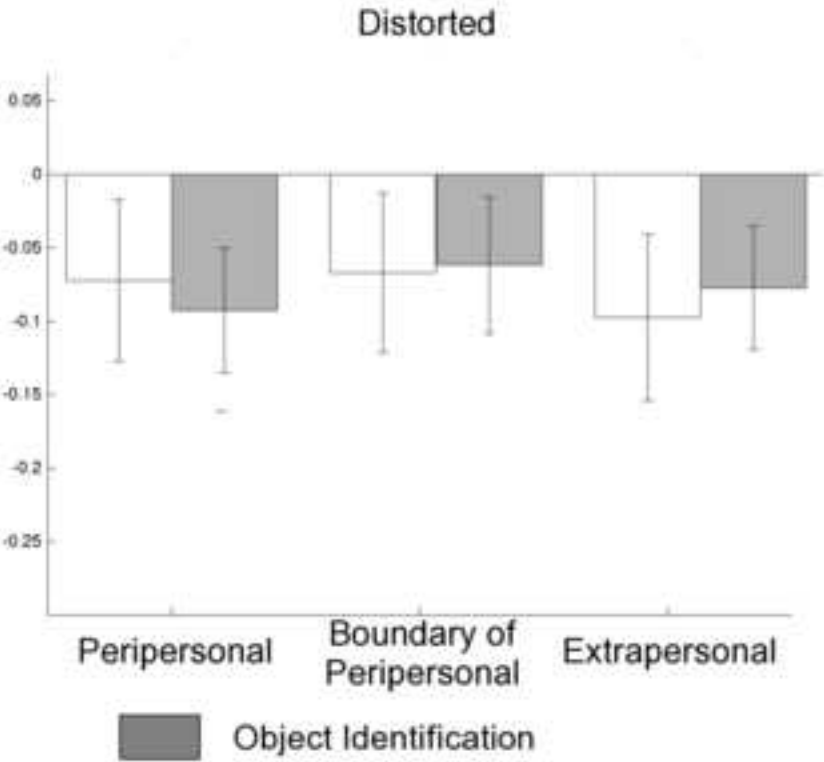 Distorted
0.05
0
-0.05
-0.1
-0.15
-0.2
-0.25
Peripersonal
Boundary of
Peripersonal
Extrapersonal
Object Identification